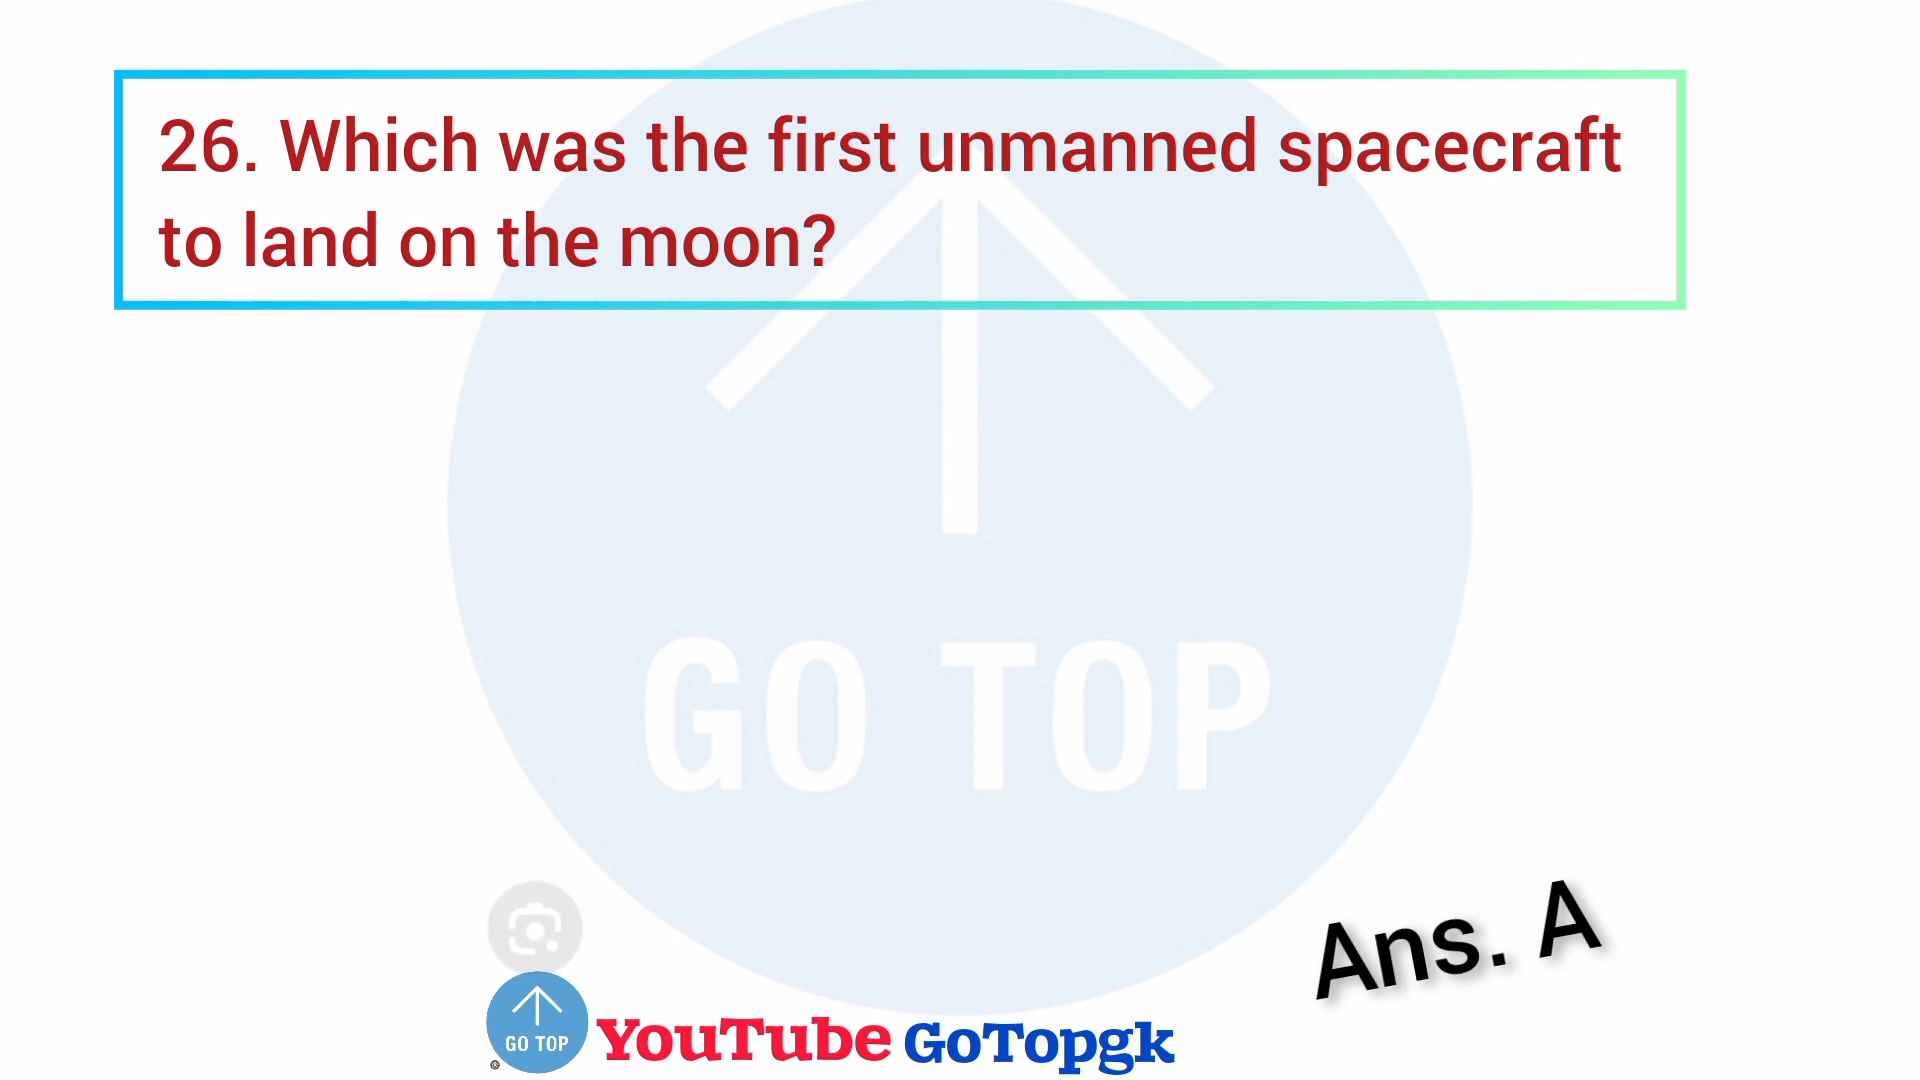 26. Which was the first unmanned spacecraft
to land on the moon?
GO TOP
Ans. A
GO TOP
YouTube GoTopgk